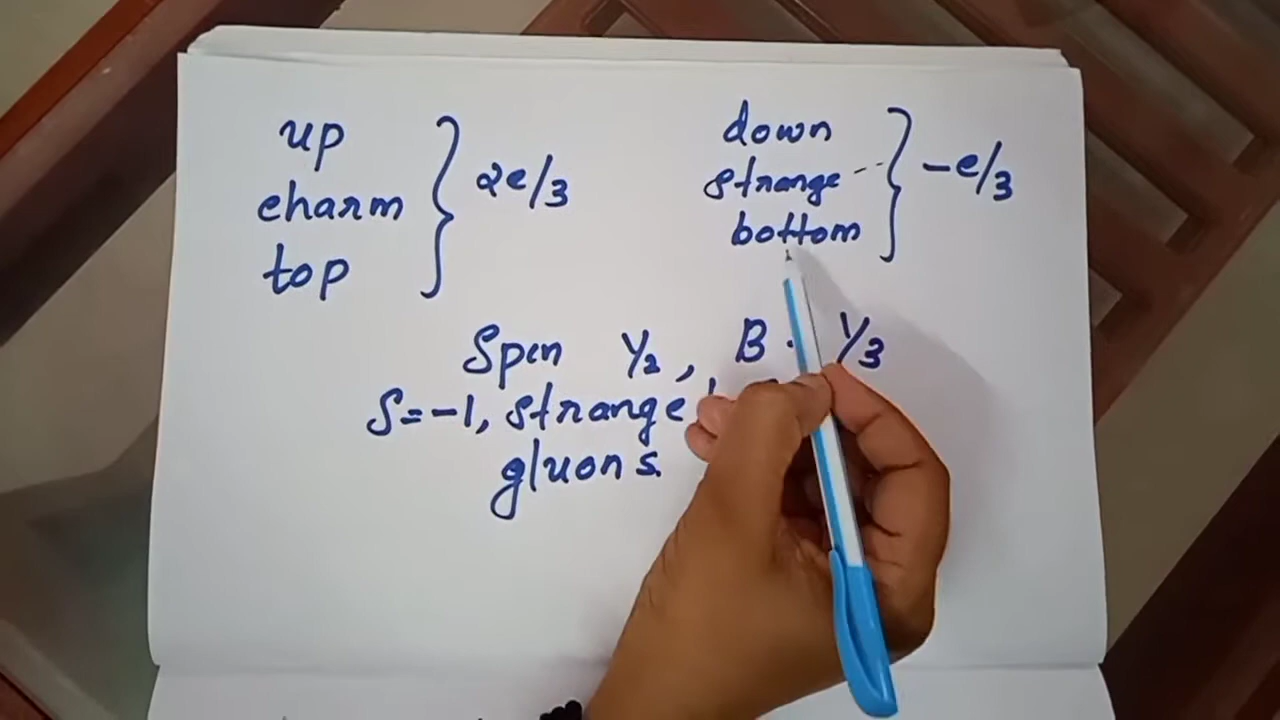 up
charm
top
2e/3
down
strange
bottom
-e/3
Spin 1/2, B 1/3
S=-1, strange
gluons.